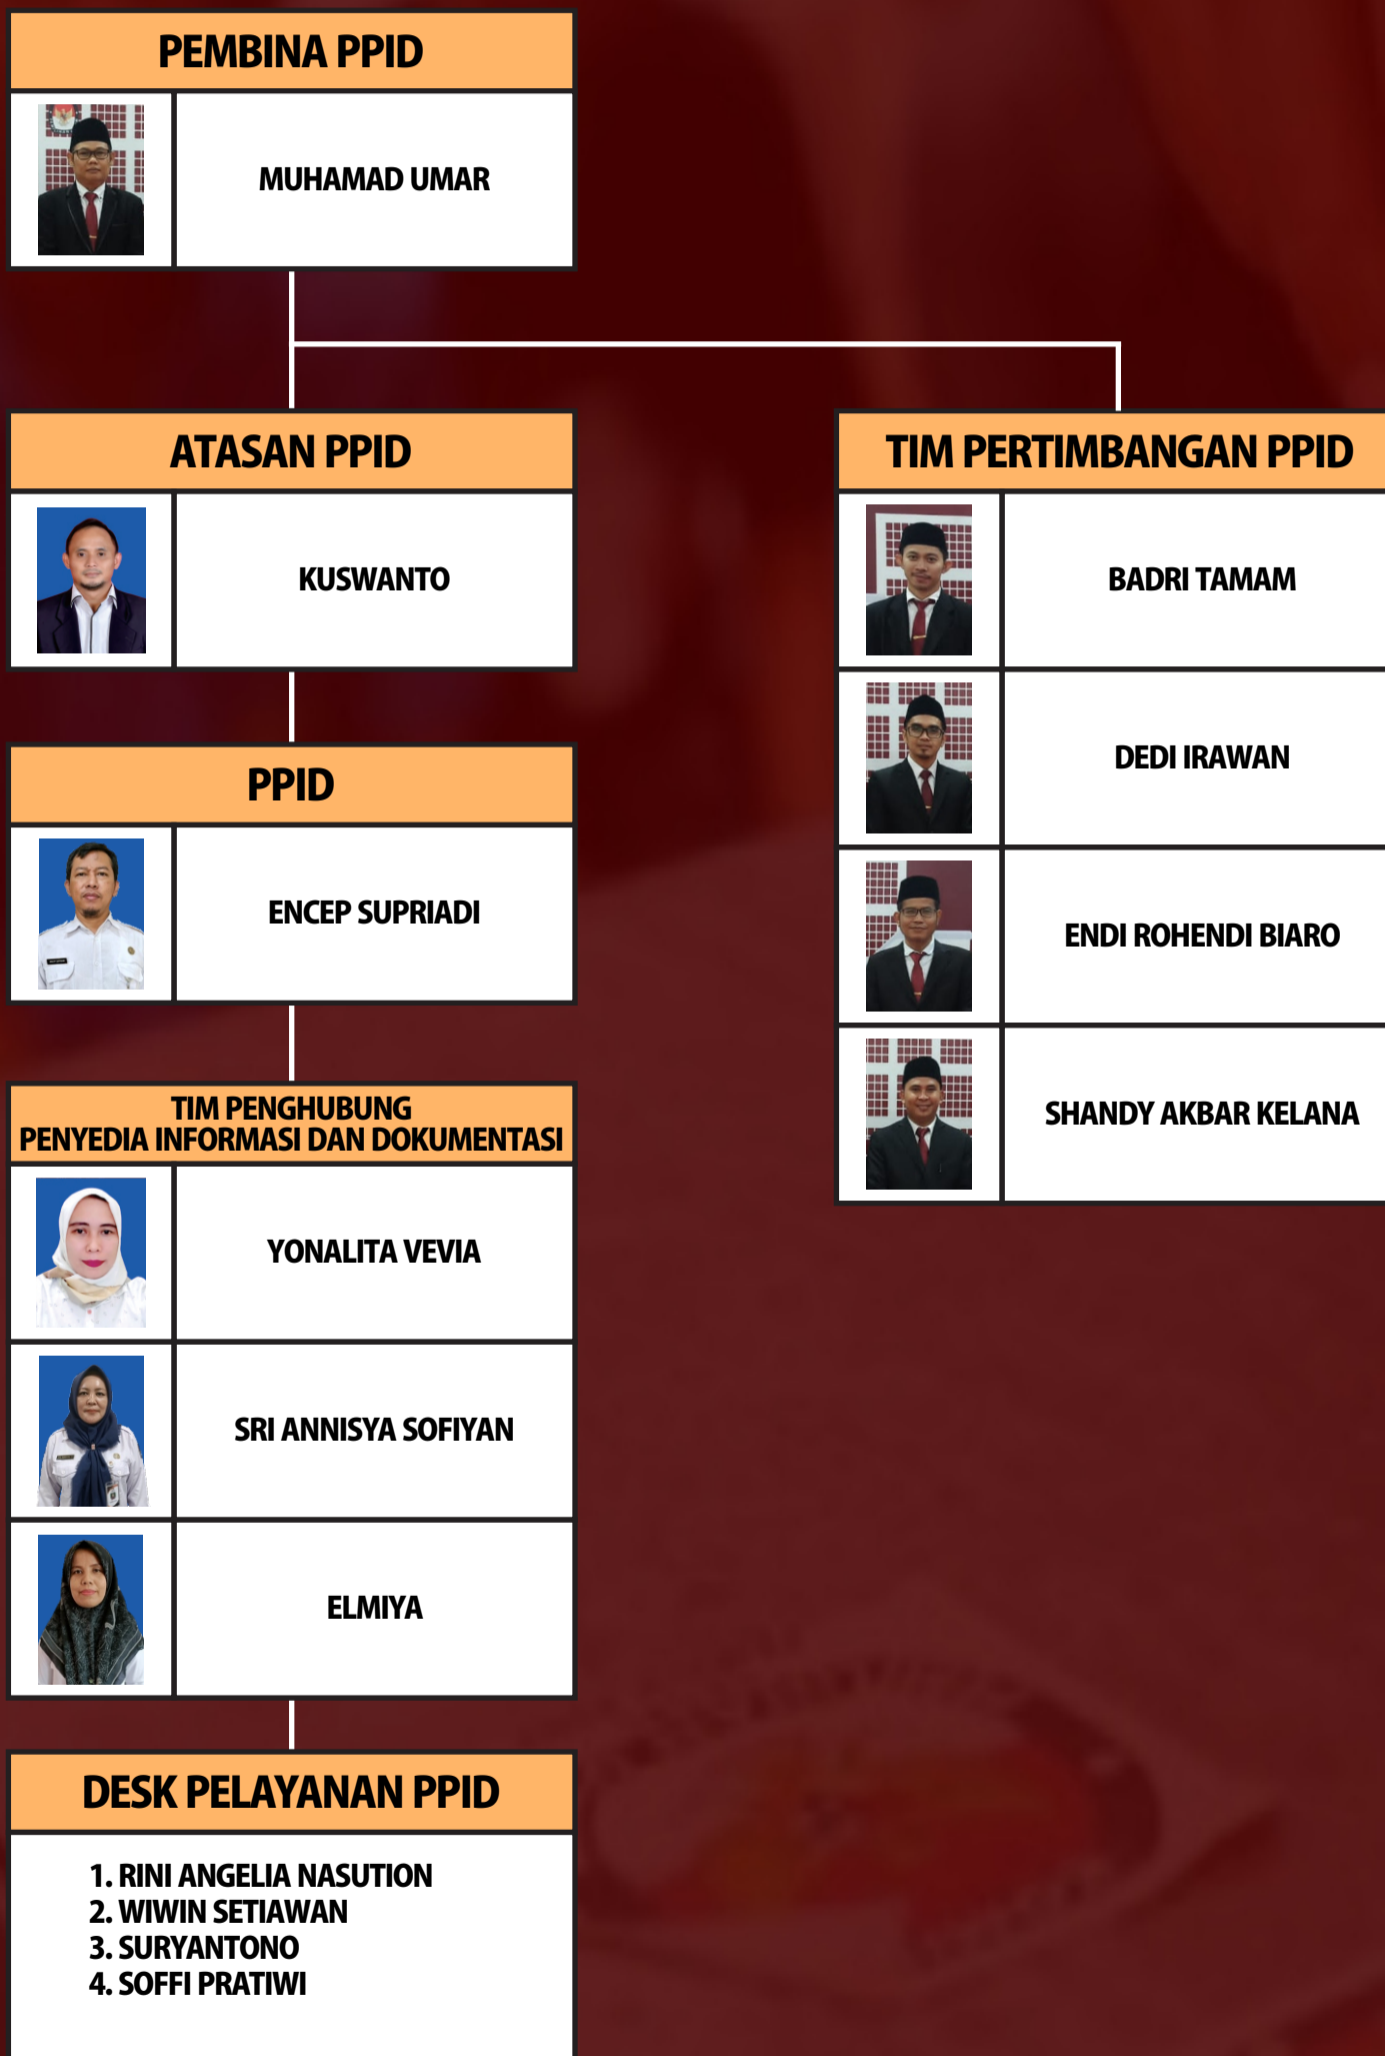 PEMBINA PPID
MUHAMAD UMAR
ATASAN PPID
KUSWANTO
TIM PERTIMBANGAN PPID
BADRI TAMAM
DEDI IRAWAN
ENDI ROHENDI BIARO
SHANDY AKBAR KELANA
PPID
ENCEP SUPRIADI
TIM PENGHUBUNG
PENYEDIA INFORMASI DAN DOKUMENTASI
YONALITA VEVIA
SRI ANNISYA SOFIYAN
ELMIYA
DESK PELAYANAN PPID
1. RINI ANGELIA NASUTION
2. WIWIN SETIAWAN
3. SURYANTONO
4. SOFFI PRATIWI